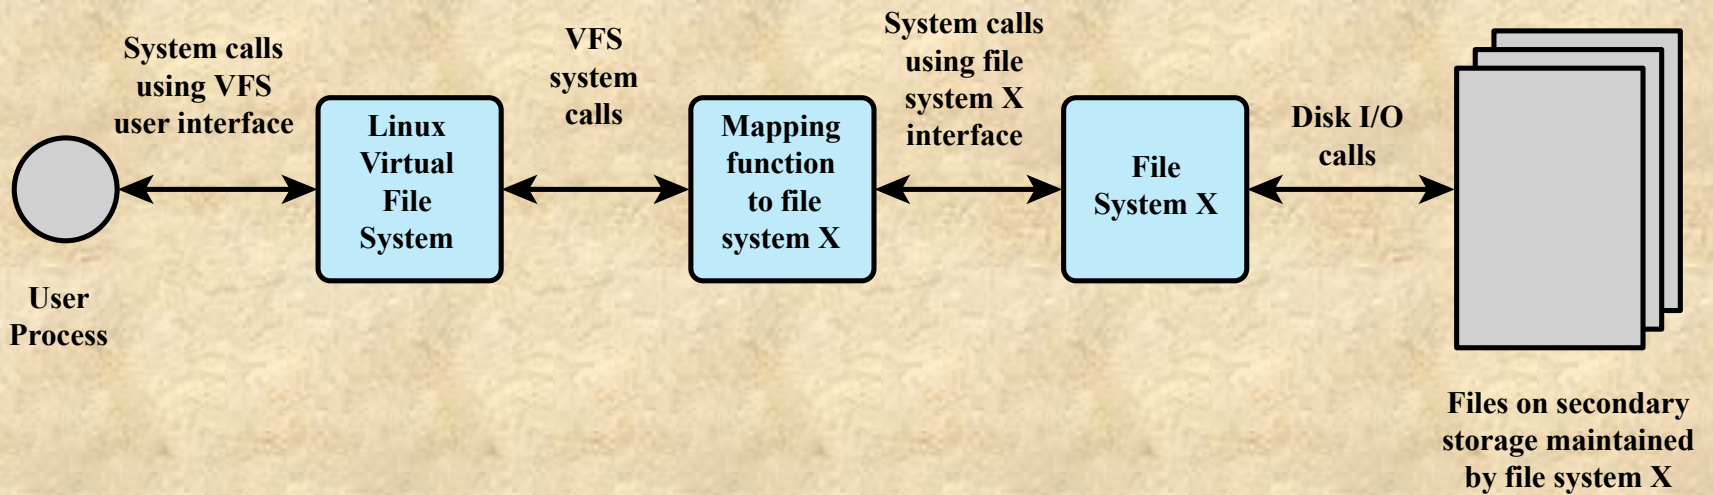 System calls
using VFS
user interface
VFS
system
calls
System calls
using file
system X
interface
Disk I/O
calls
Linux
Virtual
File
System
Mapping
function
to file
system X
File
System X
User
Process
Files on secondary
storage maintained
by file system X